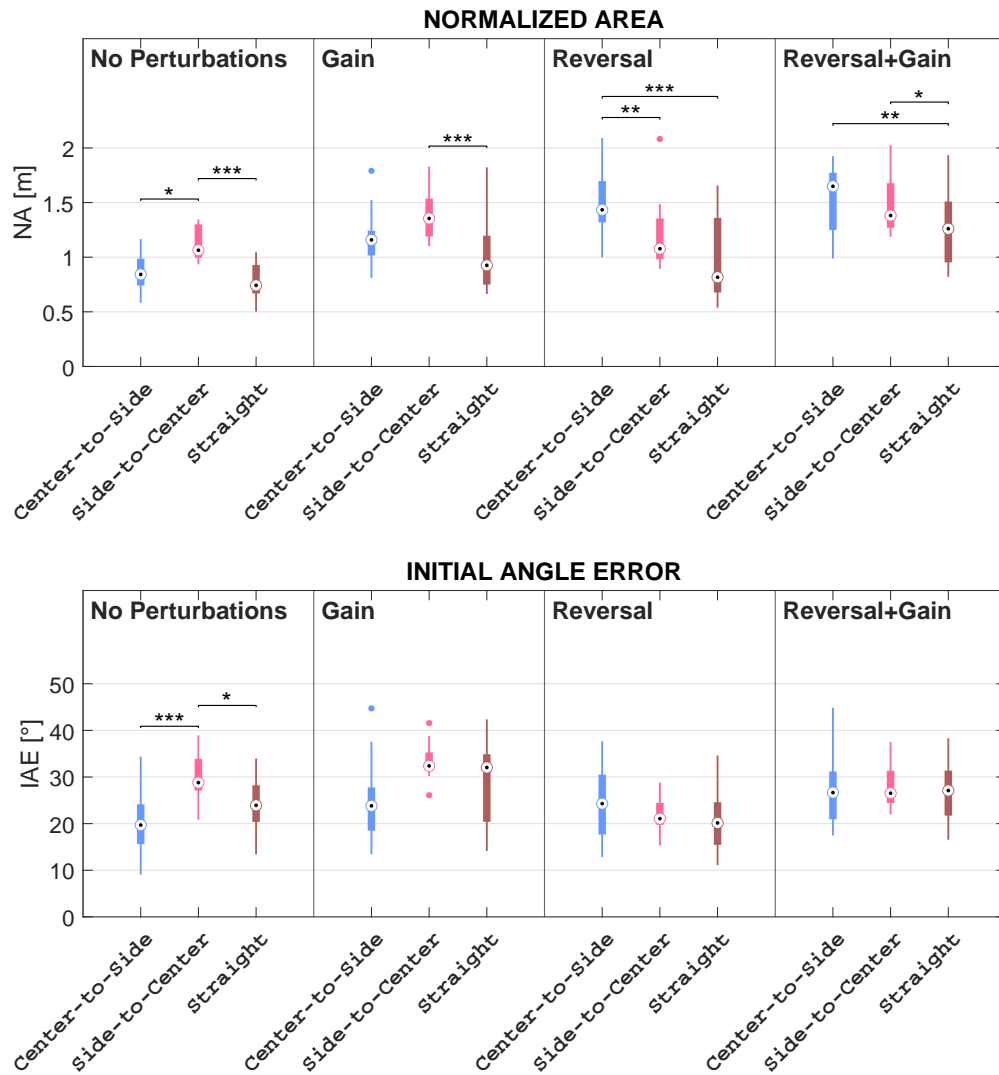 NORMALIZED AREA
No Perturbations Gain Reversal Reversal+Gain
* *** *** ** *** ** *
NA [m]
2
1.5
1
0.5
0
Center-to-Side Side-to-Center Straight Center-to-Side Side-to-Center Straight Center-to-Side Side-to-Center Straight Center-to-Side Side-to-Center Straight
INITIAL ANGLE ERROR
No Perturbations Gain Reversal Reversal+Gain
*** *
IAE [°]
50
40
30
20
10
0
Center-to-Side Side-to-Center Straight Center-to-Side Side-to-Center Straight Center-to-Side Side-to-Center Straight Center-to-Side Side-to-Center Straight